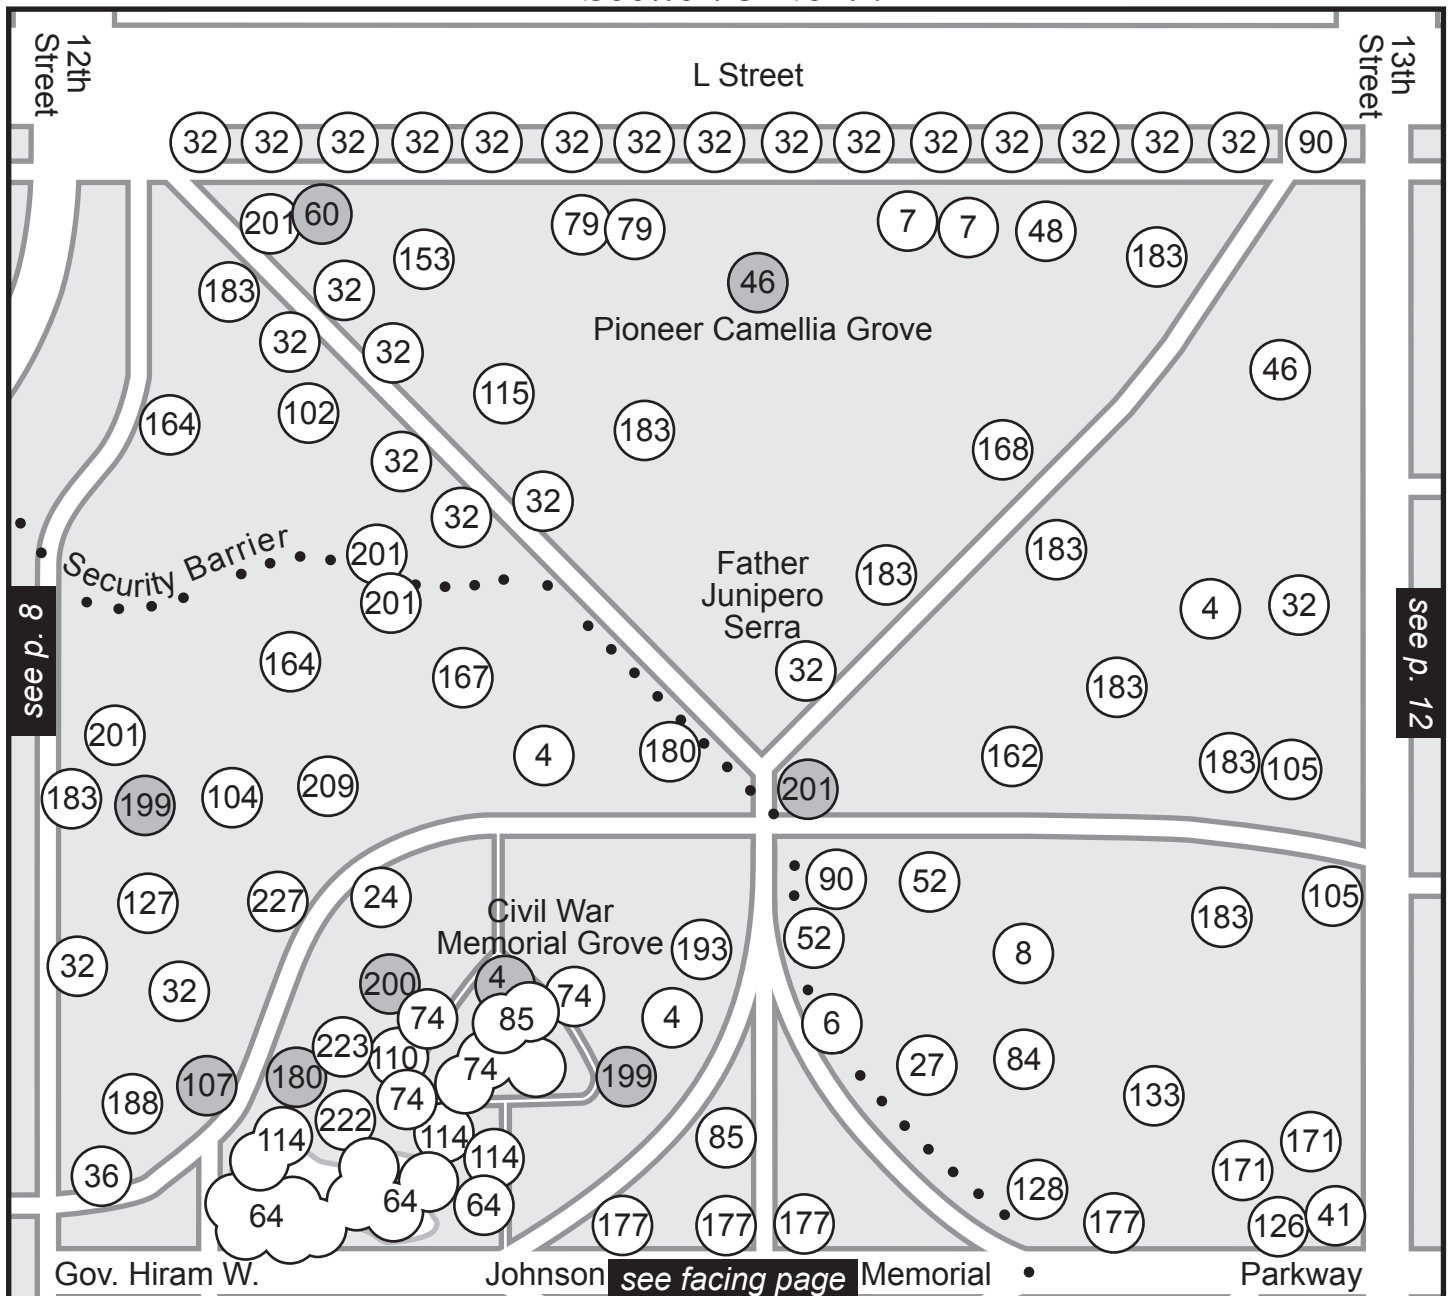 12th
Street
L Street
13th
Street
32 32 32 32 32 32 32 32 32 32 32 32 32 32 32 90
201 60 79 79 7 7 48
153 183
183 32 46
Pioneer Camellia Grove
32 32
46
115
164 102 183
168
32
32 32
Security Barrier
201
183
201
Father
Junipero
Serra
183
4 32
see p. 8
see p. 12
164 167 32 183
201
4 180 162 183 105
183 199 104 209 201
127 227 24 90 52 105
183
Civil War
Memorial Grove
193 52 8
32 32
200 4 74
74 85 4 6
223 110 74 199 27 84
107 180
188 74 133
222
114 114 85 171
36 114 171
64 64 64 128
177 177 177 177 126 41
Gov. Hiram W. Johnson see facing page Memorial Parkway